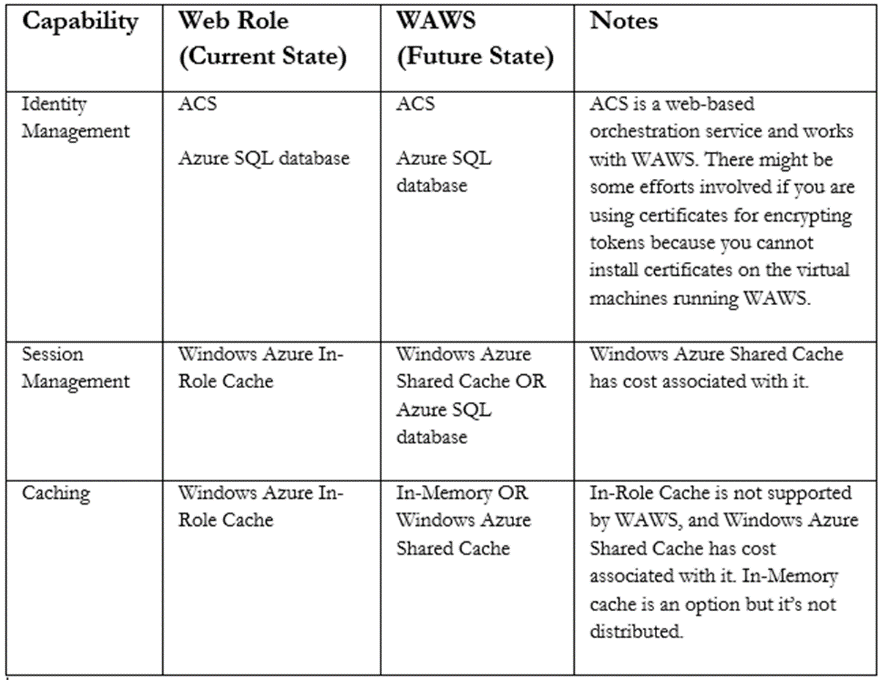 Capability
Web Role
(Current State)
WAWS
(Future State)
Notes
Identity
Management
ACS
Azure SQL database
ACS
Azure SQL
database
ACS is a web-based
orchestration service and works
with WAWS. There might be
some efforts involved if you are
using certificates for encrypting
tokens because you cannot
install certificates on the virtual
machines running WAWS.
Session
Management
Windows Azure In-
Role Cache
Windows Azure
Shared Cache OR
Azure SQL
database
Windows Azure Shared Cache
has cost associated with it.
Caching
Windows Azure In-
Role Cache
In-Memory OR
Windows Azure
Shared Cache
In-Role Cache is not supported
by WAWS, and Windows Azure
Shared Cache has cost
associated with it. In-Memory
cache is an option but it's not
distributed.